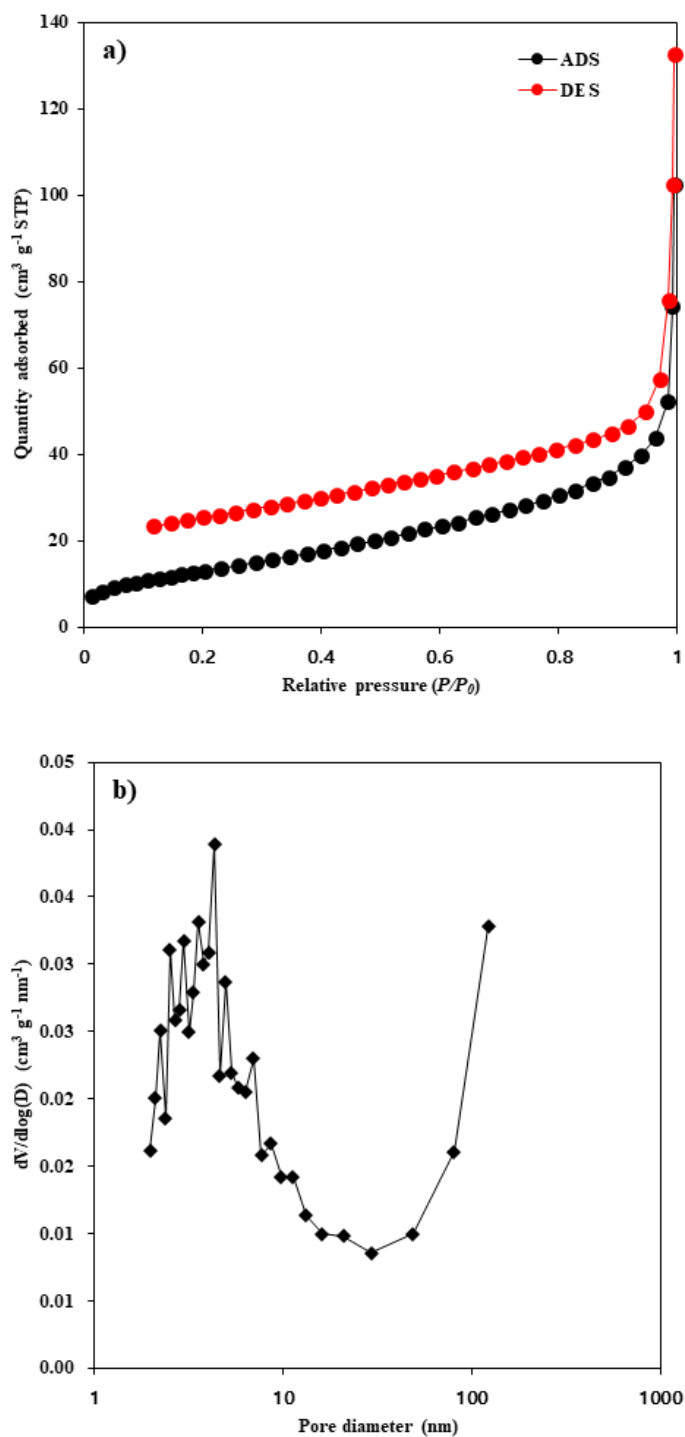 a)
ADS
DES
140
120
100
80
60
40
20
0
Quantity adsorbed (cm³ g⁻¹ STP)
0 0.2 0.4 0.6 0.8 1
Relative pressure (P/P₀)
b)
0.05
0.04
0.04
0.03
0.03
0.02
0.02
0.01
0.01
0.00
dV/dlog(D) (cm³ g⁻¹ nm⁻¹)
1 10 100 1000
Pore diameter (nm)